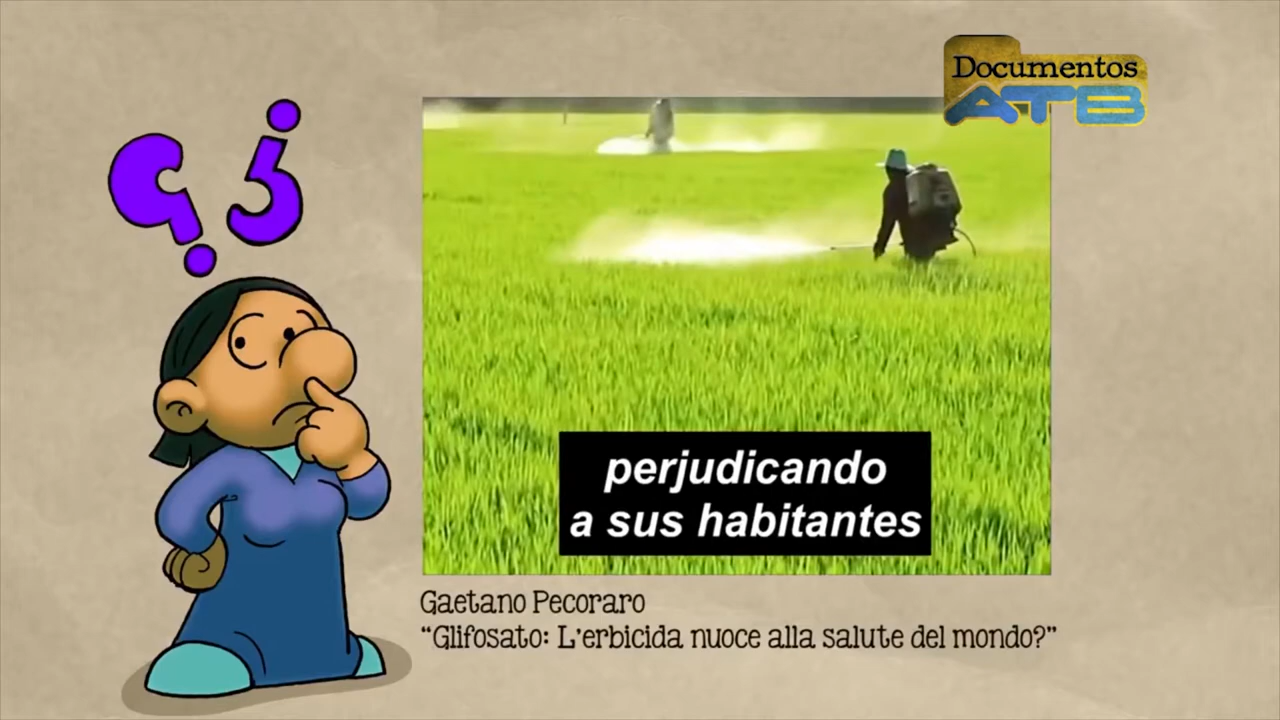 Documentos
ATB
perjudicando
a sus habitantes
Gaetano Pecoraro
“Glifosato: L'erbicida nuoce alla salute del mondo?”